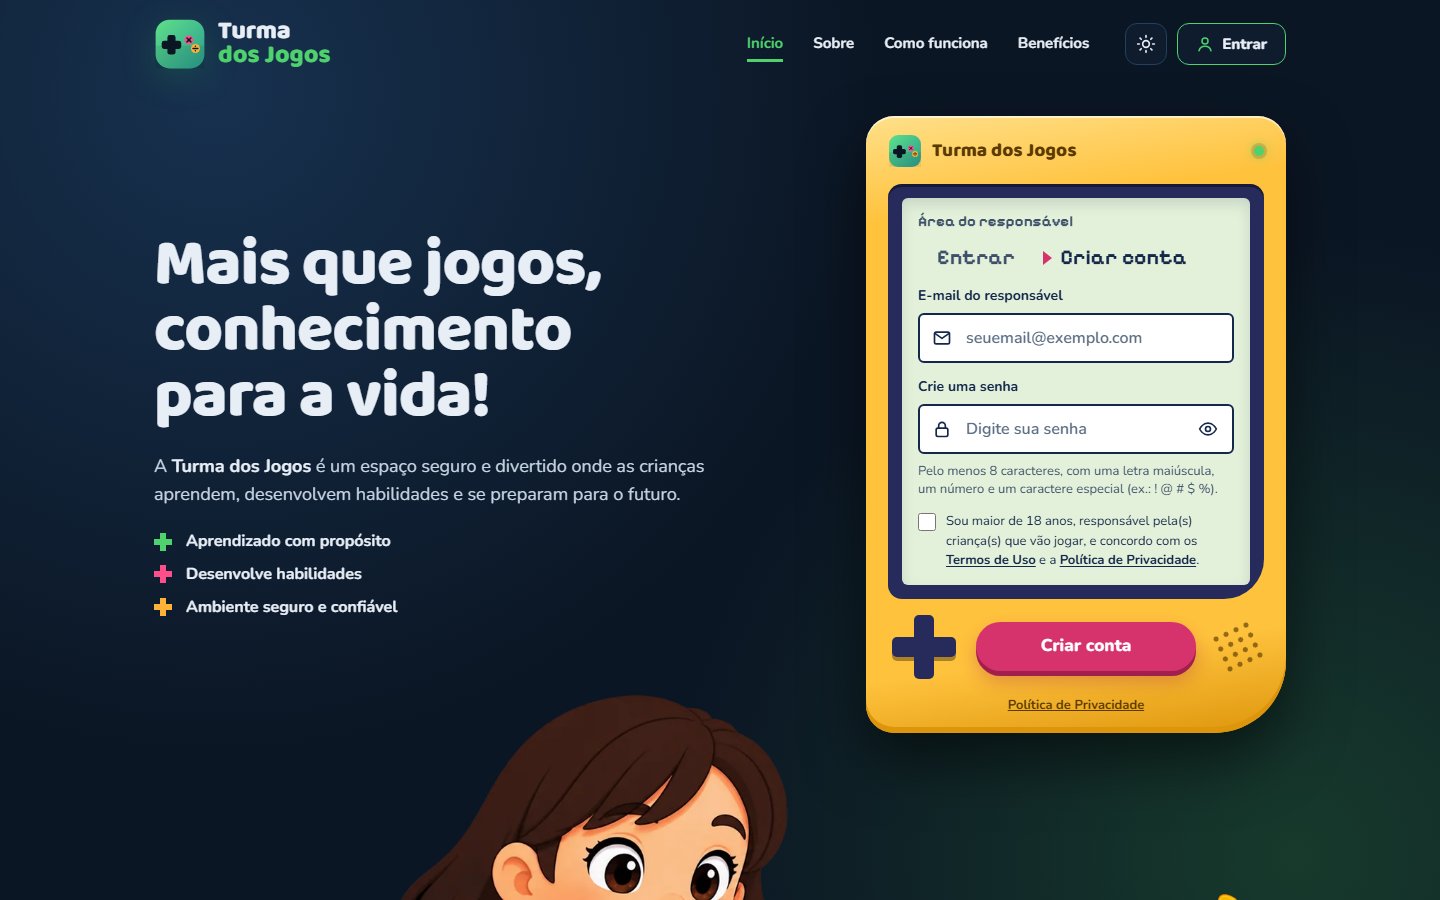 Turma
dos Jogos
Início
Sobre
Como funciona
Benefícios
Entrar
Mais que jogos,
conhecimento
para a vida!
A Turma dos Jogos é um espaço seguro e divertido onde as crianças
aprendem, desenvolvem habilidades e se preparam para o futuro.
Aprendizado com propósito
Desenvolve habilidades
Ambiente seguro e confiável
Turma dos Jogos
Área do responsável
Entrar
Criar conta
E-mail do responsável
seuemail@exemplo.com
Crie uma senha
Digite sua senha
Pelo menos 8 caracteres, com uma letra maiúscula,
um número e um caractere especial (ex.: ! @ # $ %).
Sou maior de 18 anos, responsável pela(s)
criança(s) que vão jogar, e concordo com os
Termos de Uso e a Política de Privacidade.
Criar conta
Política de Privacidade